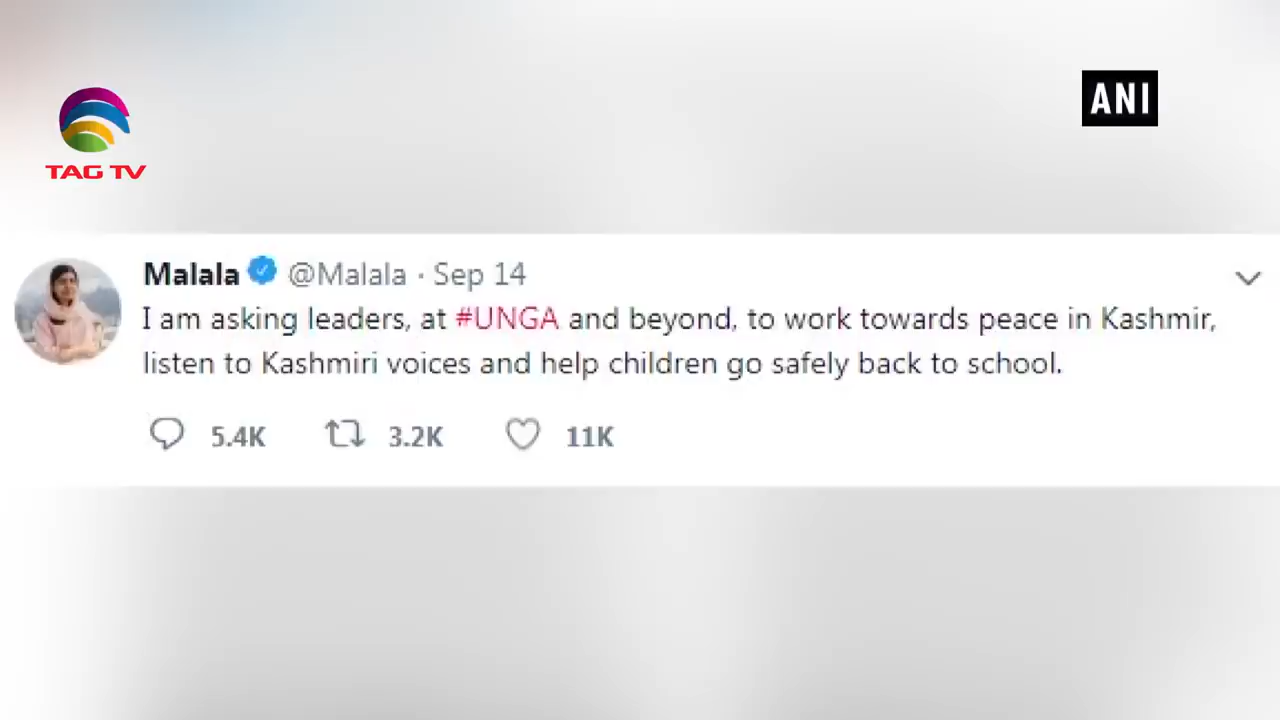 TAG TV
ANI
Malala @Malala · Sep 14
I am asking leaders, at #UNGA and beyond, to work towards peace in Kashmir,
listen to Kashmiri voices and help children go safely back to school.
5.4K 3.2K 11K